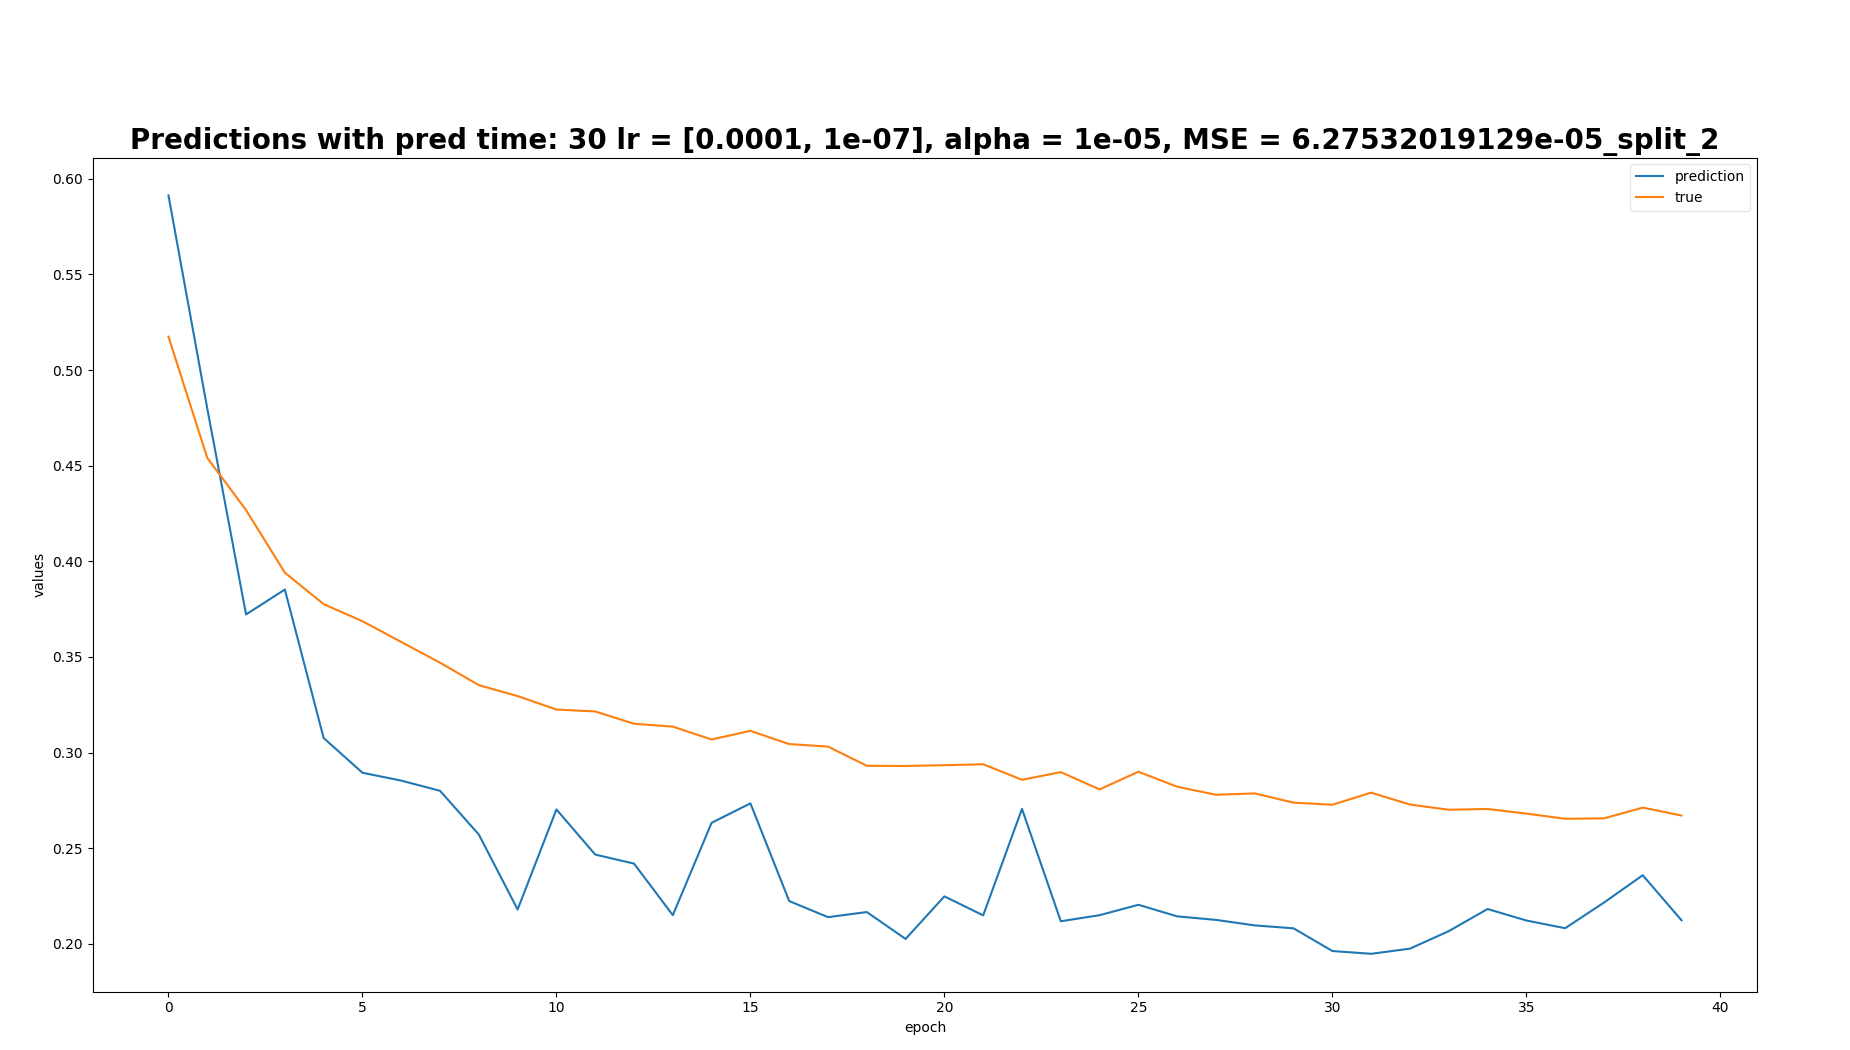 Predictions with pred time: 30 lr = [0.0001, 1e-07], alpha = 1e-05, MSE = 6.27532019129e-05_split_2
prediction
true
0.60
0.55
0.50
0.45
0.40
0.35
0.30
0.25
0.20
values
0 5 10 15 20 25 30 35 40
epoch